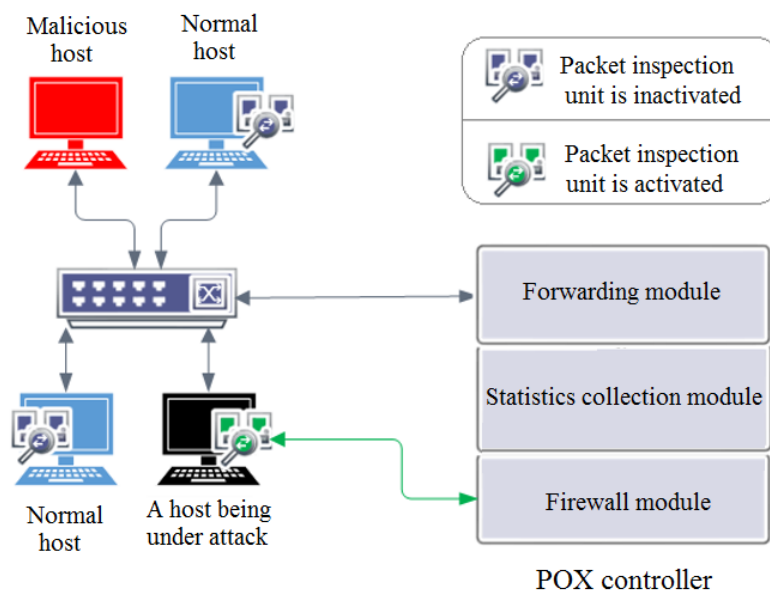 Malicious
host
Normal
host
Packet inspection
unit is inactivated
Packet inspection
unit is activated
Forwarding module
Statistics collection module
Firewall module
Normal
host
A host being
under attack
POX controller